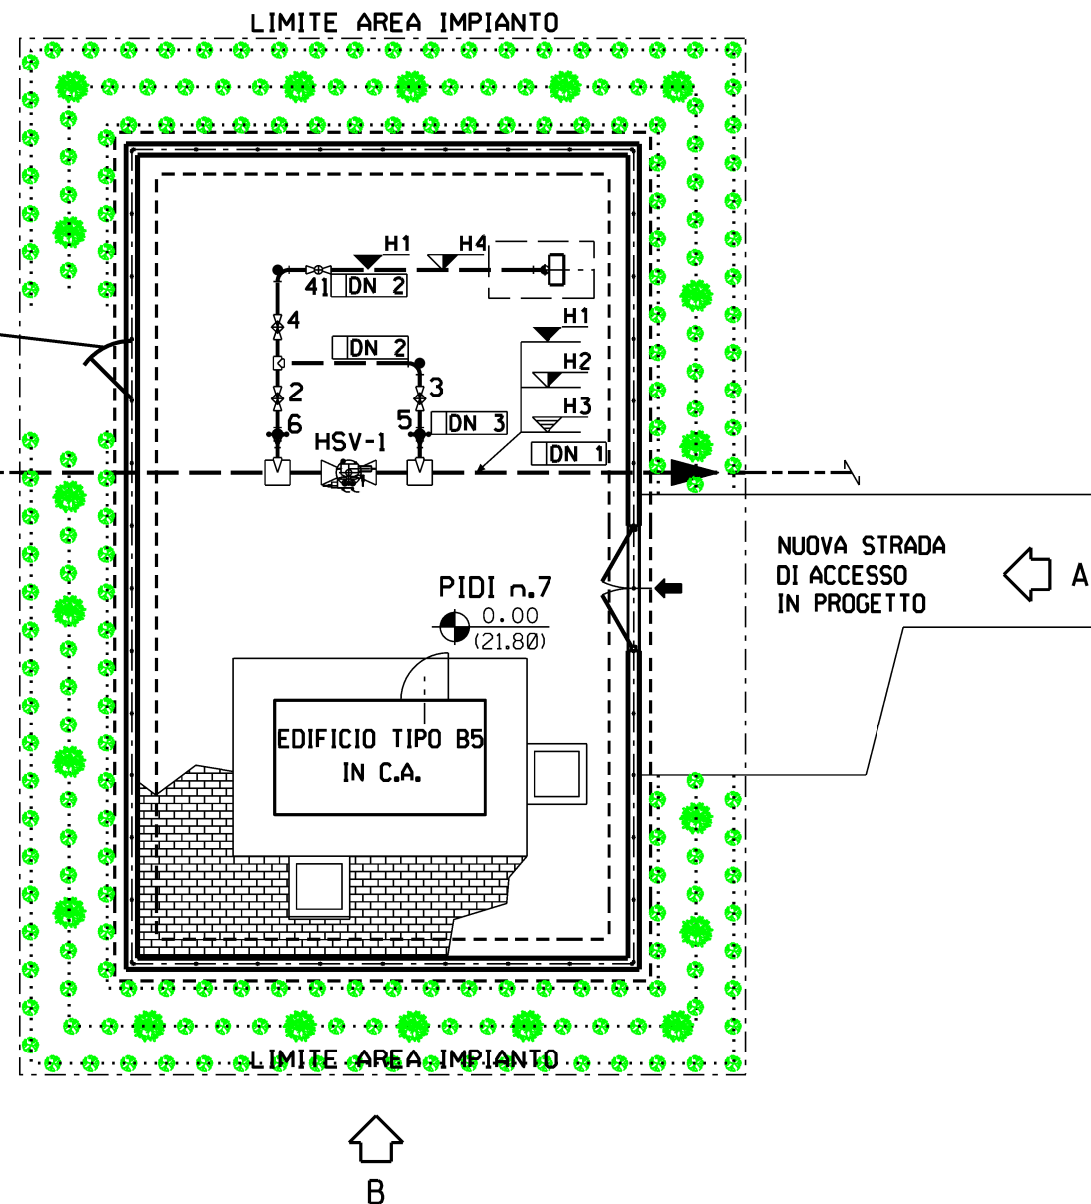 LIMITE AREA IMPIANTO
H1
H4
41
DN 2
H1
4
DN 2
H2
2
3
H3
6
5
DN 3
HSV-1
DN 1
NUOVA STRADA
DI ACCESSO
IN PROGETTO
A
PIDI n.7
0.00
(21.80)
EDIFICIO TIPO B5
IN C.A.
LIMITE AREA IMPIANTO
B